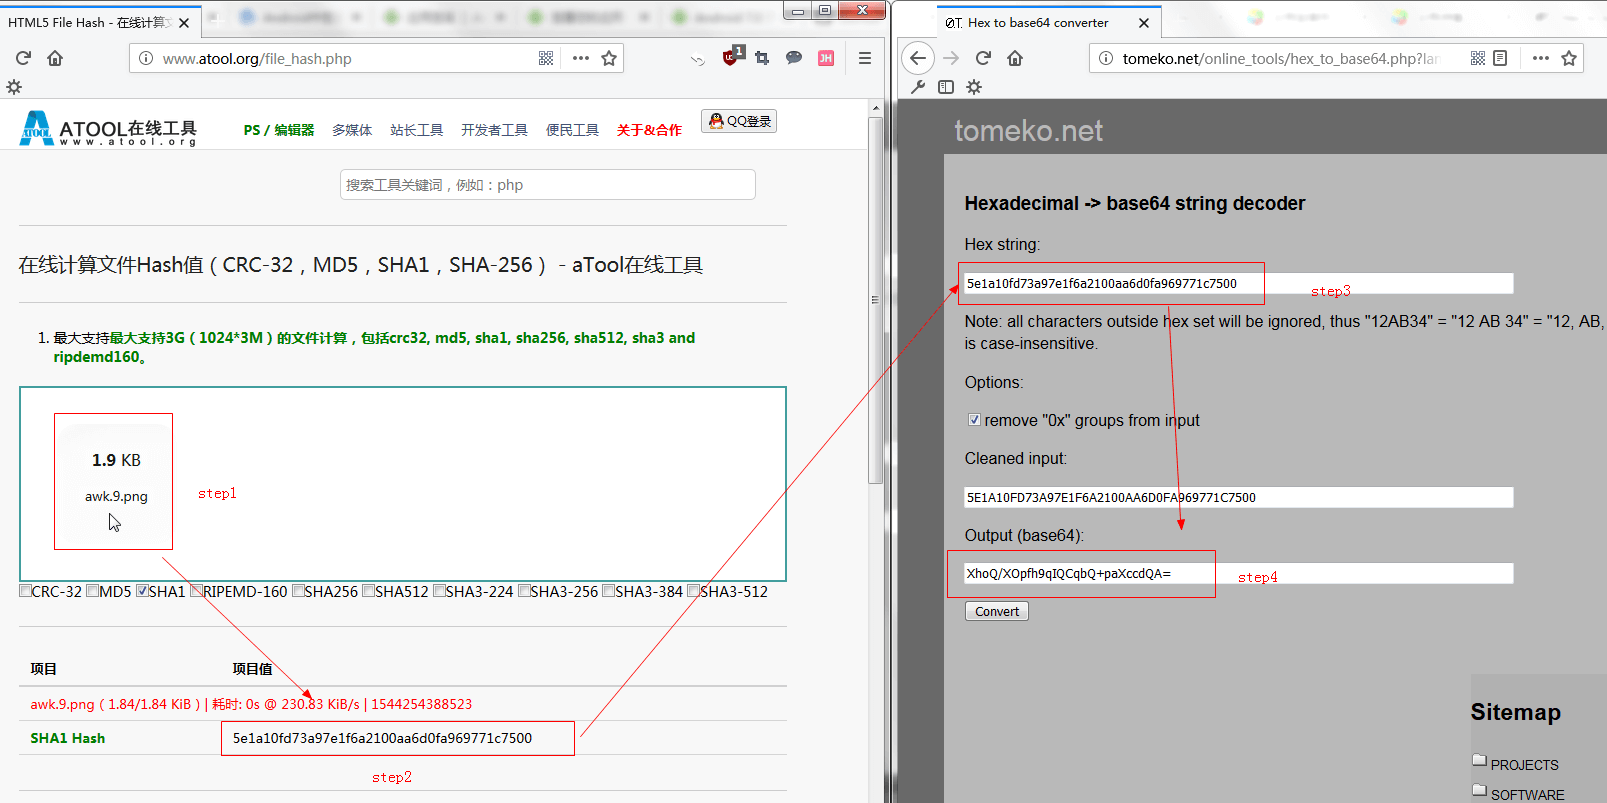 HTML5 File Hash - 在线计算文
www.atool.org/file_hash.php
1
JH
ATOOL在线工具
www.atool.org
PS / 编辑器 多媒体 站长工具 开发者工具 便民工具 关于&合作
QQ登录
搜索工具关键词，例如：php
在线计算文件Hash值（CRC-32，MD5，SHA1，SHA-256） - aTool在线工具
1. 最大支持最大支持3G（1024*3M）的文件计算，包括crc32, md5, sha1, sha256, sha512, sha3 and
ripdemd160。
1.9 KB
awk.9.png
step1
CRC-32 MD5 SHA1 RIPEMD-160 SHA256 SHA512 SHA3-224 SHA3-256 SHA3-384 SHA3-512
项目 项目值
awk.9.png（1.84/1.84 KiB）| 耗时: 0s @ 230.83 KiB/s | 1544254388523
SHA1 Hash 5e1a10fd73a97e1f6a2100aa6d0fa969771c7500
step2
Hex to base64 converter
tomeko.net/online_tools/hex_to_base64.php?lan
tomeko.net
Hexadecimal -> base64 string decoder
Hex string:
5e1a10fd73a97e1f6a2100aa6d0fa969771c7500
step3
Note: all characters outside hex set will be ignored, thus "12AB34" = "12 AB 34" = "12, AB,
is case-insensitive.
Options:
remove "0x" groups from input
Cleaned input:
5E1A10FD73A97E1F6A2100AA6D0FA969771C7500
Output (base64):
XhoQ/XOpfh9qIQCqbQ+paXccdQA=
step4
Convert
Sitemap
PROJECTS
SOFTWARE